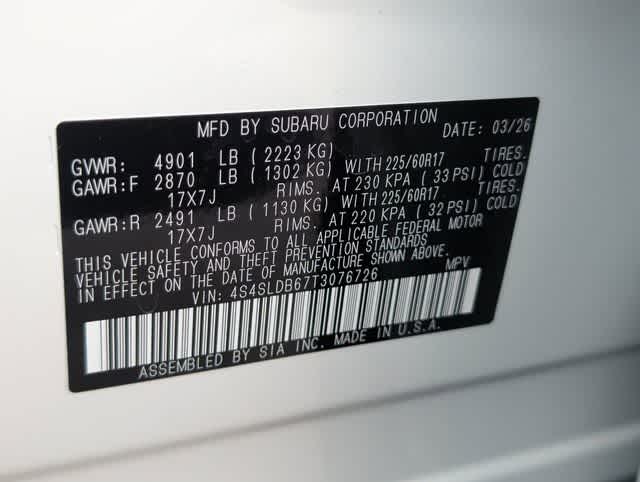 MFD BY SUBARU CORPORATION DATE: 03/26
GVWR: 4901 LB ( 2223 KG)
GAWR:F 2870 LB ( 1302 KG) WITH 225/60R17 TIRES.
17X7J RIMS. AT 230 KPA ( 33 PSI) COLD
GAWR:R 2491 LB ( 1130 KG) WITH 225/60R17 TIRES.
17X7J RIMS. AT 220 KPA ( 32 PSI) COLD
THIS VEHICLE CONFORMS TO ALL APPLICABLE FEDERAL MOTOR
VEHICLE SAFETY AND THEFT PREVENTION STANDARDS
IN EFFECT ON THE DATE OF MANUFACTURE SHOWN ABOVE.
VIN: 4S4SLDB67T3076726 MPV
ASSEMBLED BY SIA INC. MADE IN U.S.A.